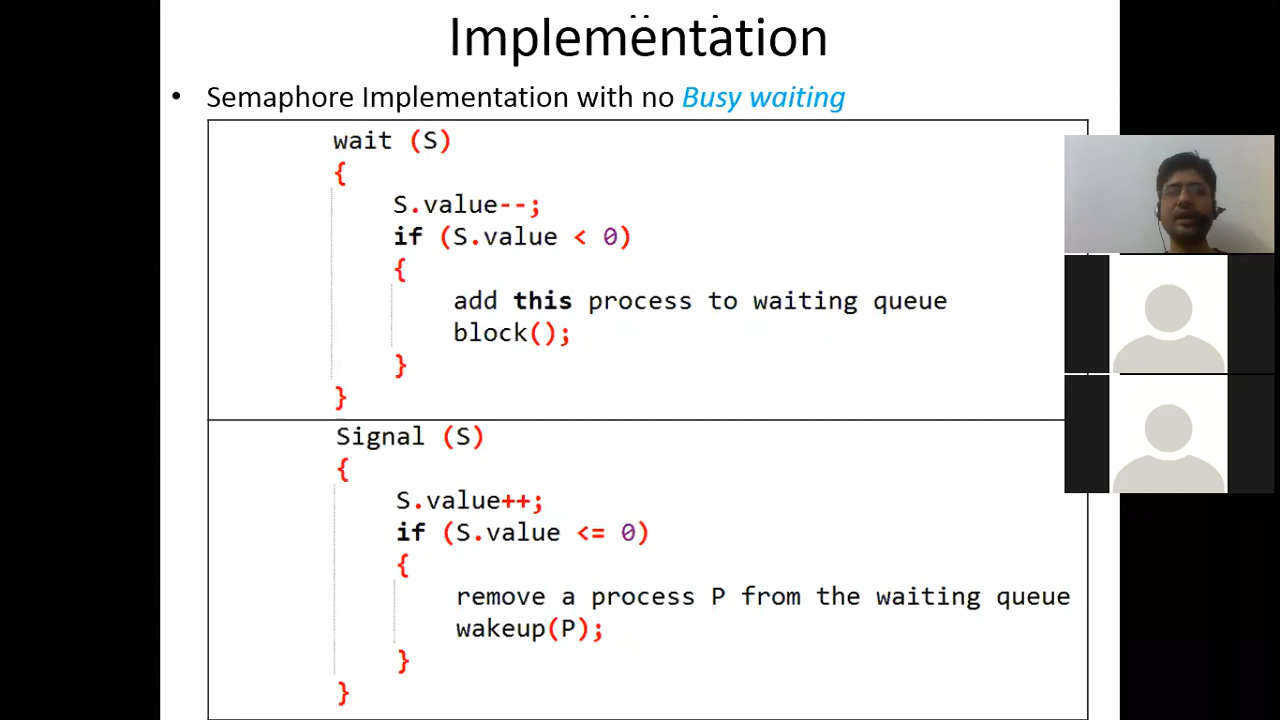 Implementation
• Semaphore Implementation with no Busy waiting
wait (S)
{
S.value--;
if (S.value < 0)
{
add this process to waiting queue
block();
}
}
Signal (S)
{
S.value++;
if (S.value <= 0)
{
remove a process P from the waiting queue
wakeup(P);
}
}